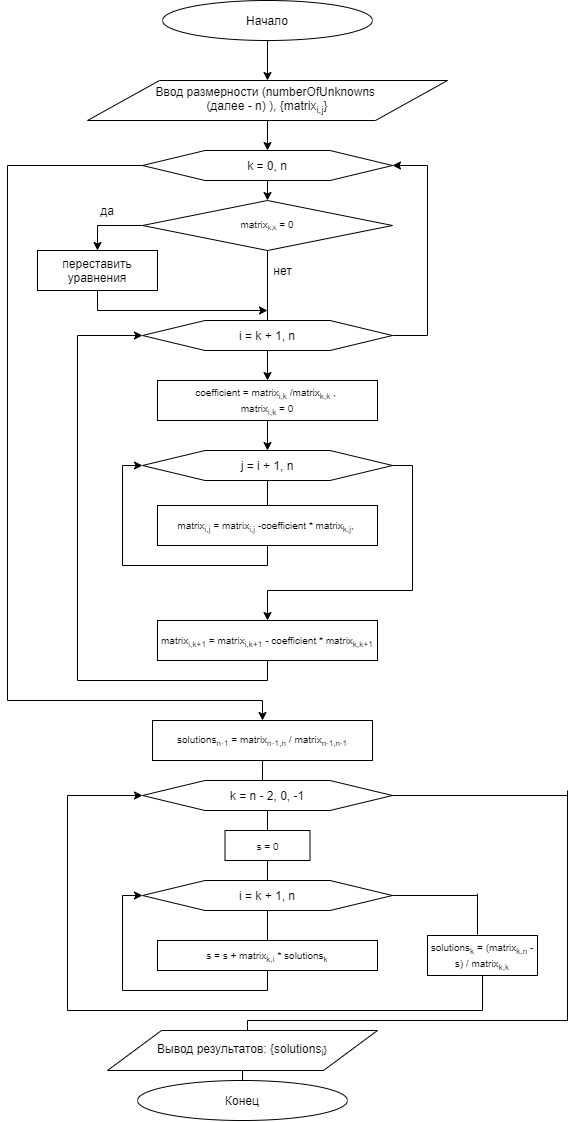 Начало
Ввод размерности (numberOfUnknowns
(далее - n) ), {matrix_{i,j}}
k = 0, n
matrix_{k,k} = 0
да
переставить
уравнения
нет
i = k + 1, n
coefficient = matrix_{i,k} /matrix_{k,k} ,
matrix_{i,k} = 0
j = i + 1, n
matrix_{i,j} = matrix_{i,j} -coefficient * matrix_{k,j},
matrix_{i,k+1} = matrix_{i,k+1} - coefficient * matrix_{k,k+1}
solutions_{n-1} = matrix_{n-1,n} / matrix_{n-1,n-1}
k = n - 2, 0, -1
s = 0
i = k + 1, n
s = s + matrix_{k,i} * solutions_{k}
solutions_{k} = (matrix_{k,n} -
s) / matrix_{k,k}
Вывод результатов: {solutions_{i}}
Конец